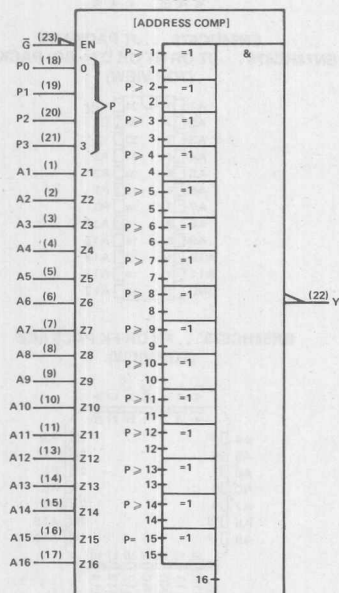 [ADDRESS COMP]
G (23) EN P ⩾ 1 =1 &
P0 (18) 0 1
P1 (19) P ⩾ 2 =1
P 2
P2 (20) P ⩾ 3 =1
P3 (21) 3 3
A1 (1) Z1 P ⩾ 4 =1
4
A2 (2) Z2 P ⩾ 5 =1
5
A3 (3) Z3 P ⩾ 6 =1
A4 (4) Z4 6
P ⩾ 7 =1
A5 (5) Z5 7
A6 (6) Z6 P ⩾ 8 =1 (22) Y
8
A7 (7) Z7 P ⩾ 9 =1
A8 (8) Z8 9
P ⩾ 10 =1
A9 (9) Z9 10
A10 (10) Z10 P ⩾ 11 =1
11
A11 (11) Z11 P ⩾ 12 =1
A12 (13) Z12 12
P ⩾ 13 =1
A13 (14) Z13 13
A14 (15) Z14 P ⩾ 14 =1
14
A15 (16) Z15 P= 15 =1
A16 (17) Z16 15
16